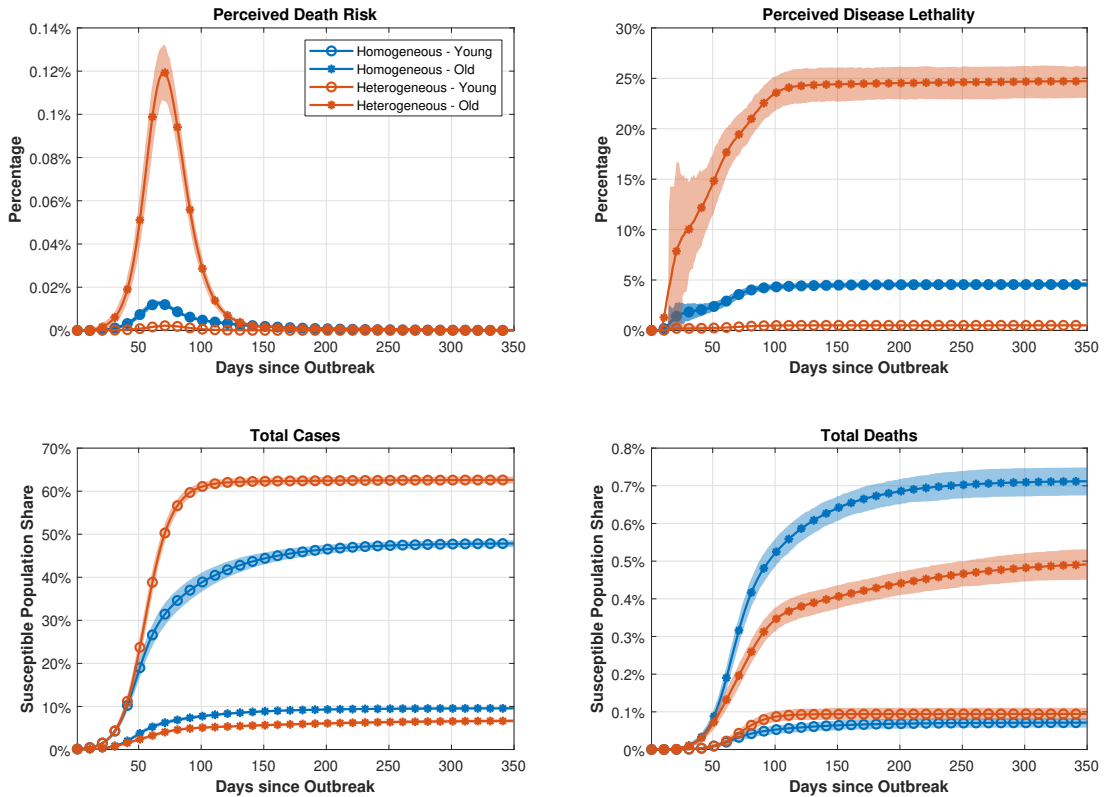 Perceived Death Risk
0.14%
0.12%
0.1%
0.08%
0.06%
0.04%
0.02%
0%
Percentage
Homogeneous - Young
Homogeneous - Old
Heterogeneous - Young
Heterogeneous - Old
50 100 150 200 250 300 350
Days since Outbreak
Perceived Disease Lethality
30%
25%
20%
15%
10%
5%
0%
Percentage
50 100 150 200 250 300 350
Days since Outbreak
Total Cases
70%
60%
50%
40%
30%
20%
10%
0%
Susceptible Population Share
50 100 150 200 250 300 350
Days since Outbreak
Total Deaths
0.8%
0.7%
0.6%
0.5%
0.4%
0.3%
0.2%
0.1%
0%
Susceptible Population Share
50 100 150 200 250 300 350
Days since Outbreak